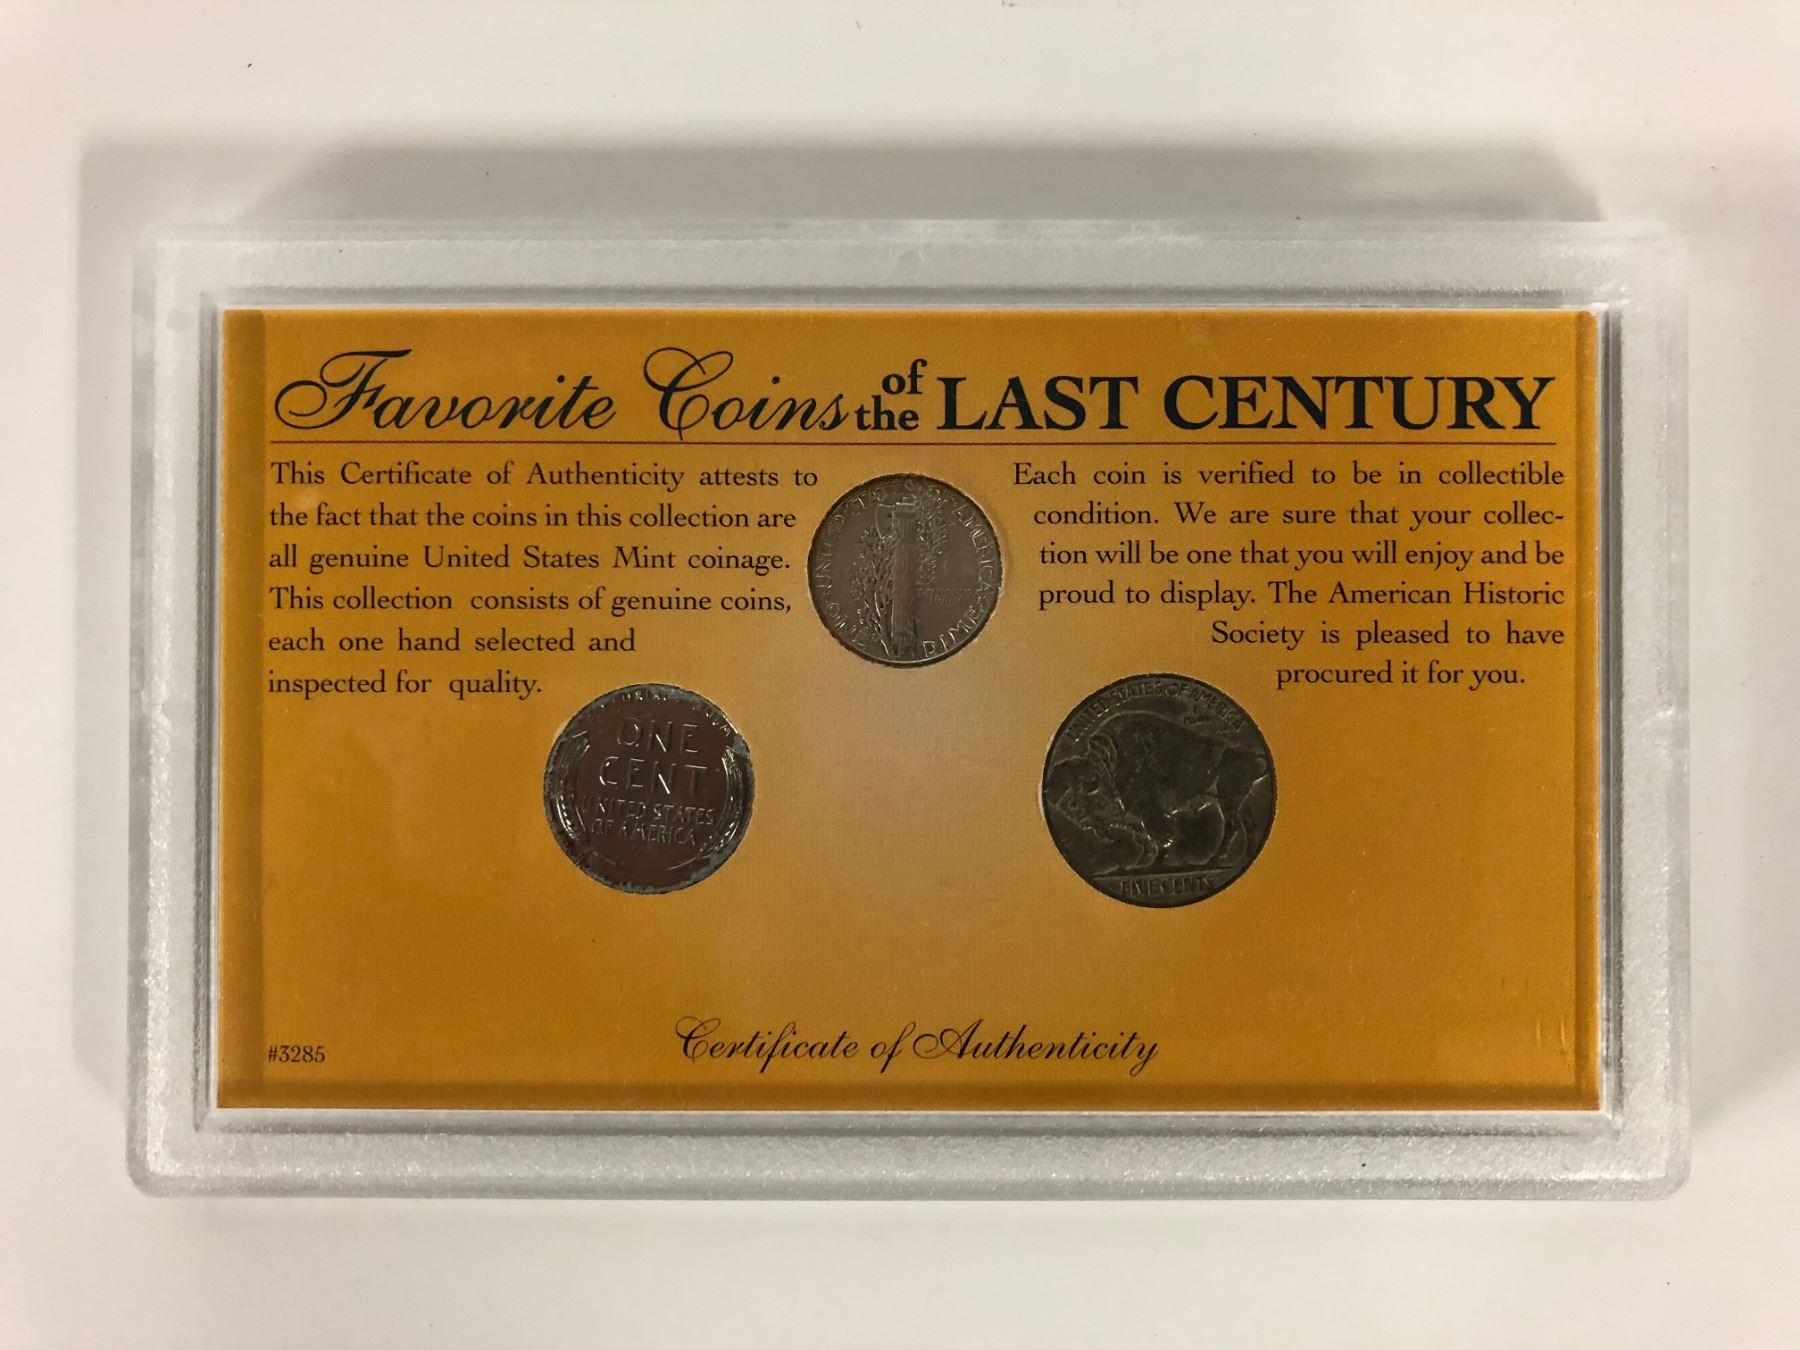 Favorite Coins of the LAST CENTURY
This Certificate of Authenticity attests to
the fact that the coins in this collection are
all genuine United States Mint coinage.
This collection consists of genuine coins,
each one hand selected and
inspected for quality.
Each coin is verified to be in collectible
condition. We are sure that your collec-
tion will be one that you will enjoy and be
proud to display. The American Historic
Society is pleased to have
procured it for you.
OF AMERICA
DIME
ONE
CENT
UNITED STATES
OF AMERICA
UNITED STATES OF AMERICA
E
FIVE CENTS
#3285
Certificate of Authenticity